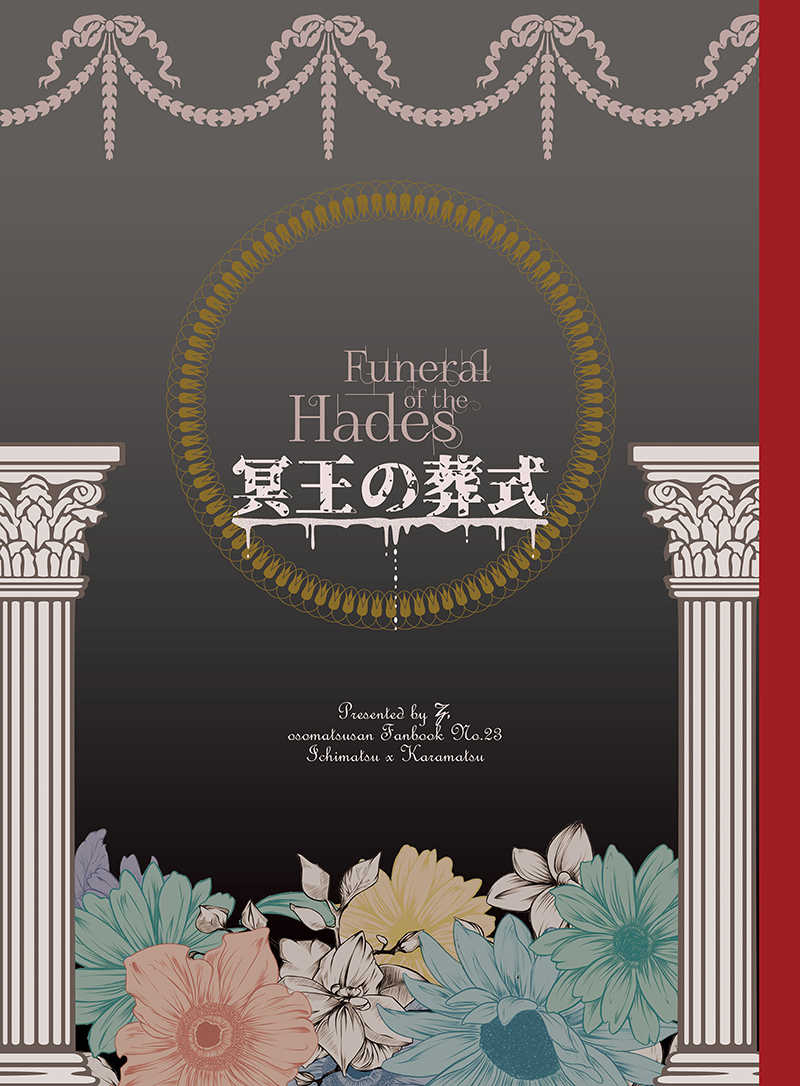 Funeral
of the
Hades
冥王の葬式
Presented by
osomatsusan Fanbook No.23
Ichimatsu x Karamatsu